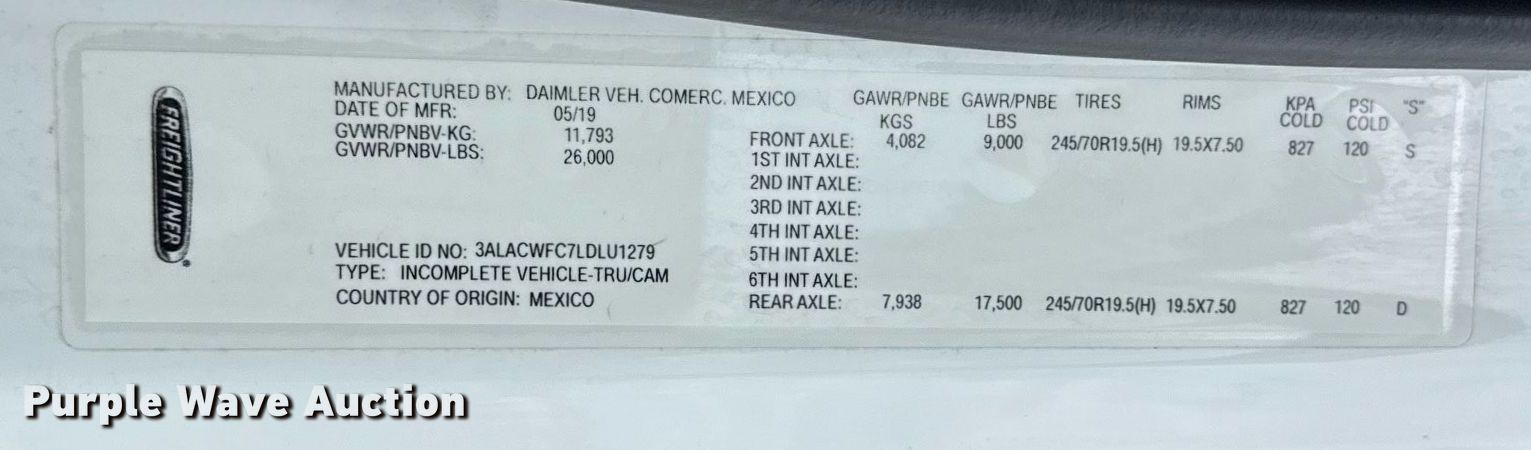 FREIGHTLINER
MANUFACTURED BY: DAIMLER VEH. COMERC. MEXICO
DATE OF MFR: 05/19
GVWR/PNBV-KG: 11,793
GVWR/PNBV-LBS: 26,000
VEHICLE ID NO: 3ALACWFC7LDLU1279
TYPE: INCOMPLETE VEHICLE-TRU/CAM
COUNTRY OF ORIGIN: MEXICO
GAWR/PNBE GAWR/PNBE TIRES RIMS KPA PSI "S"
KGS LBS COLD COLD
FRONT AXLE: 4,082 9,000 245/70R19.5(H) 19.5X7.50 827 120 S
1ST INT AXLE:
2ND INT AXLE:
3RD INT AXLE:
4TH INT AXLE:
5TH INT AXLE:
6TH INT AXLE:
REAR AXLE: 7,938 17,500 245/70R19.5(H) 19.5X7.50 827 120 D
Purple Wave Auction